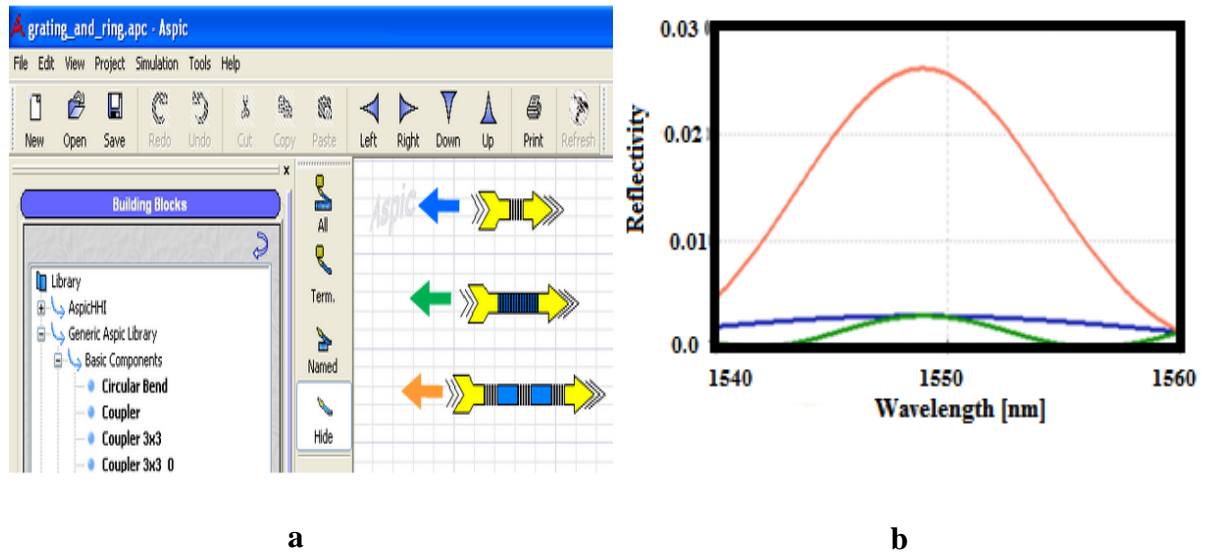 grating_and_ring.apc - Aspic
File Edit View Project Simulation Tools Help
New Open Save Redo Undo Cut Copy Paste Left Right Down Up Print Refresh
x
Building Blocks
Library
AspicHHI
Generic Aspic Library
Basic Components
Circular Bend
Coupler
Coupler 3x3
Coupler 3x3 0
All
Term.
Named
Hide
Aspic
a
0.03
0.02
0.01
0.0
Reflectivity
1540 1550 1560
Wavelength [nm]
b